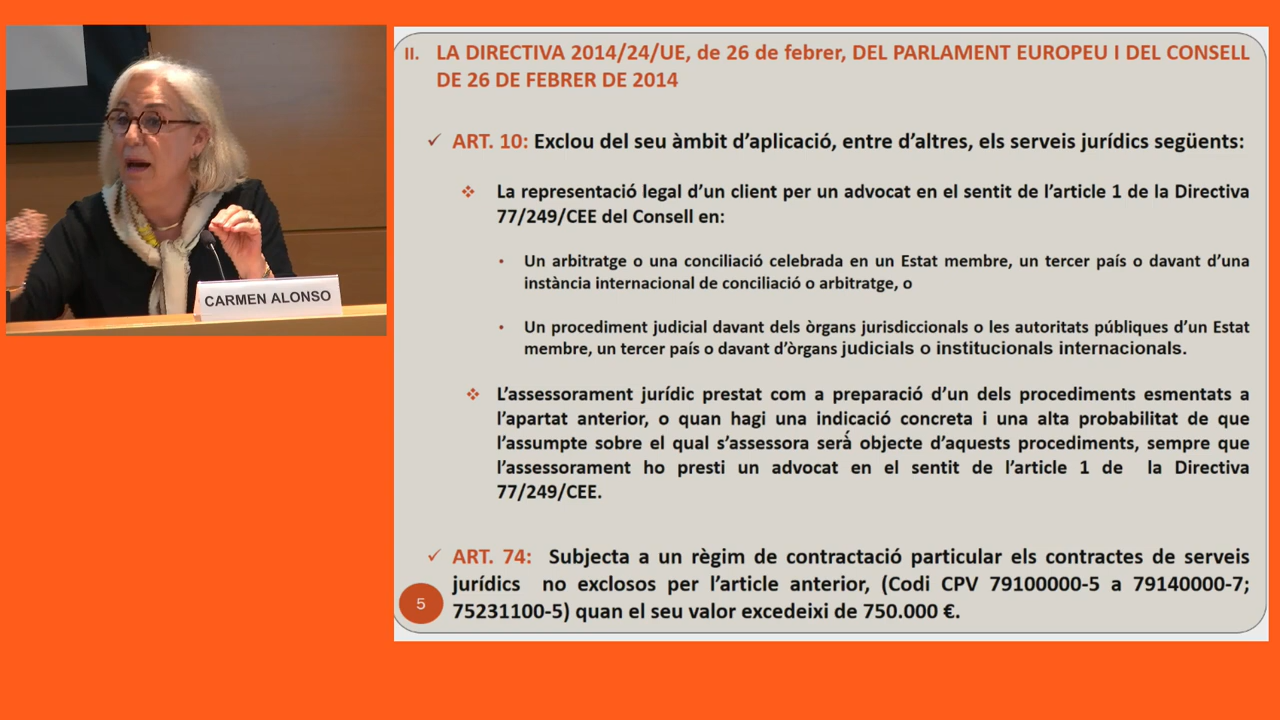 CARMEN ALONSO
II. LA DIRECTIVA 2014/24/UE, de 26 de febrer, DEL PARLAMENT EUROPEU I DEL CONSELL
DE 26 DE FEBRER DE 2014
✓ ART. 10: Exclou del seu àmbit d’aplicació, entre d’altres, els serveis jurídics següents:
❖ La representació legal d’un client per un advocat en el sentit de l’article 1 de la Directiva
77/249/CEE del Consell en:
• Un arbitratge o una conciliació celebrada en un Estat membre, un tercer país o davant d’una
instància internacional de conciliació o arbitratge, o
• Un procediment judicial davant dels òrgans jurisdiccionals o les autoritats públiques d’un Estat
membre, un tercer país o davant d’òrgans judicials o institucionals internacionals.
❖ L’assessorament jurídic prestat com a preparació d’un dels procediments esmentats a
l’apartat anterior, o quan hagi una indicació concreta i una alta probabilitat de que
l’assumpte sobre el qual s’assessora será objecte d’aquests procediments, sempre que
l’assessorament ho presti un advocat en el sentit de l’article 1 de la Directiva
77/249/CEE.
✓ ART. 74: Subjecta a un règim de contractació particular els contractes de serveis
jurídics no exclosos per l’article anterior, (Codi CPV 79100000-5 a 79140000-7;
75231100-5) quan el seu valor excedeixi de 750.000 €.
5